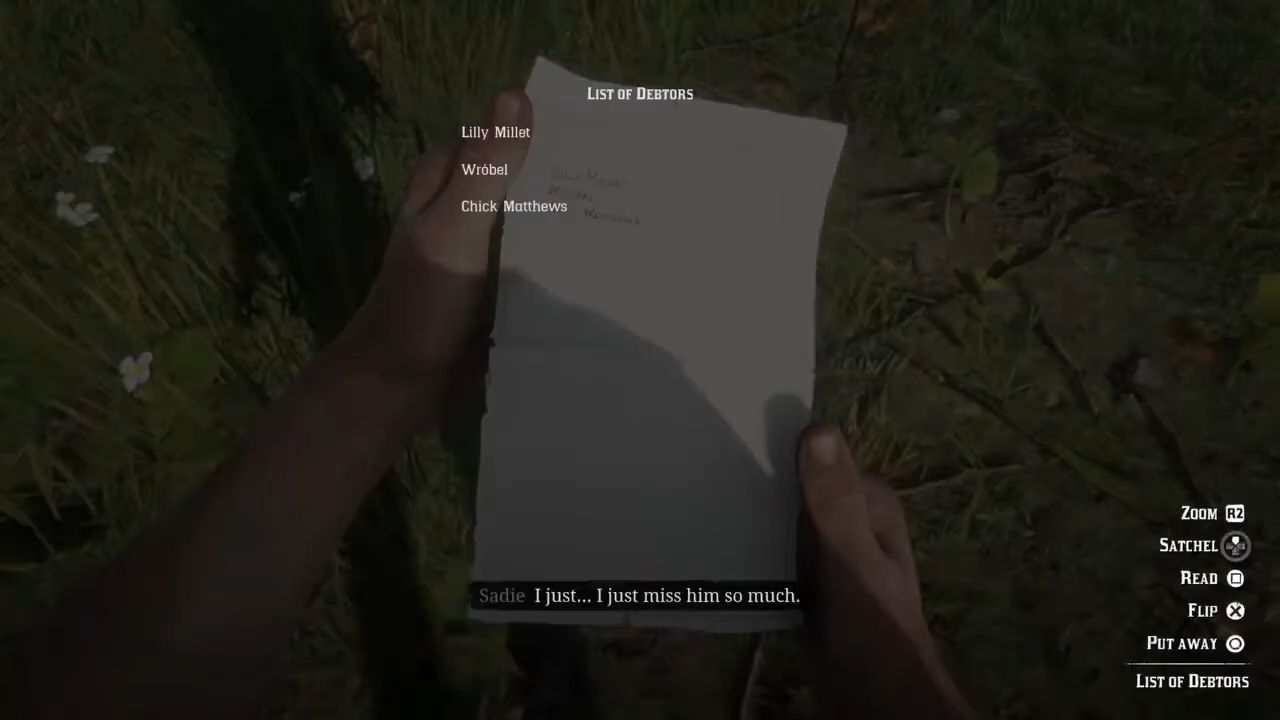 List of Debtors
Lilly Millet
Wróbel
Chick Matthews
Zoom R2
Satchel
Read
Sadie I just... I just miss him so much.
Flip
Put away
List of Debtors